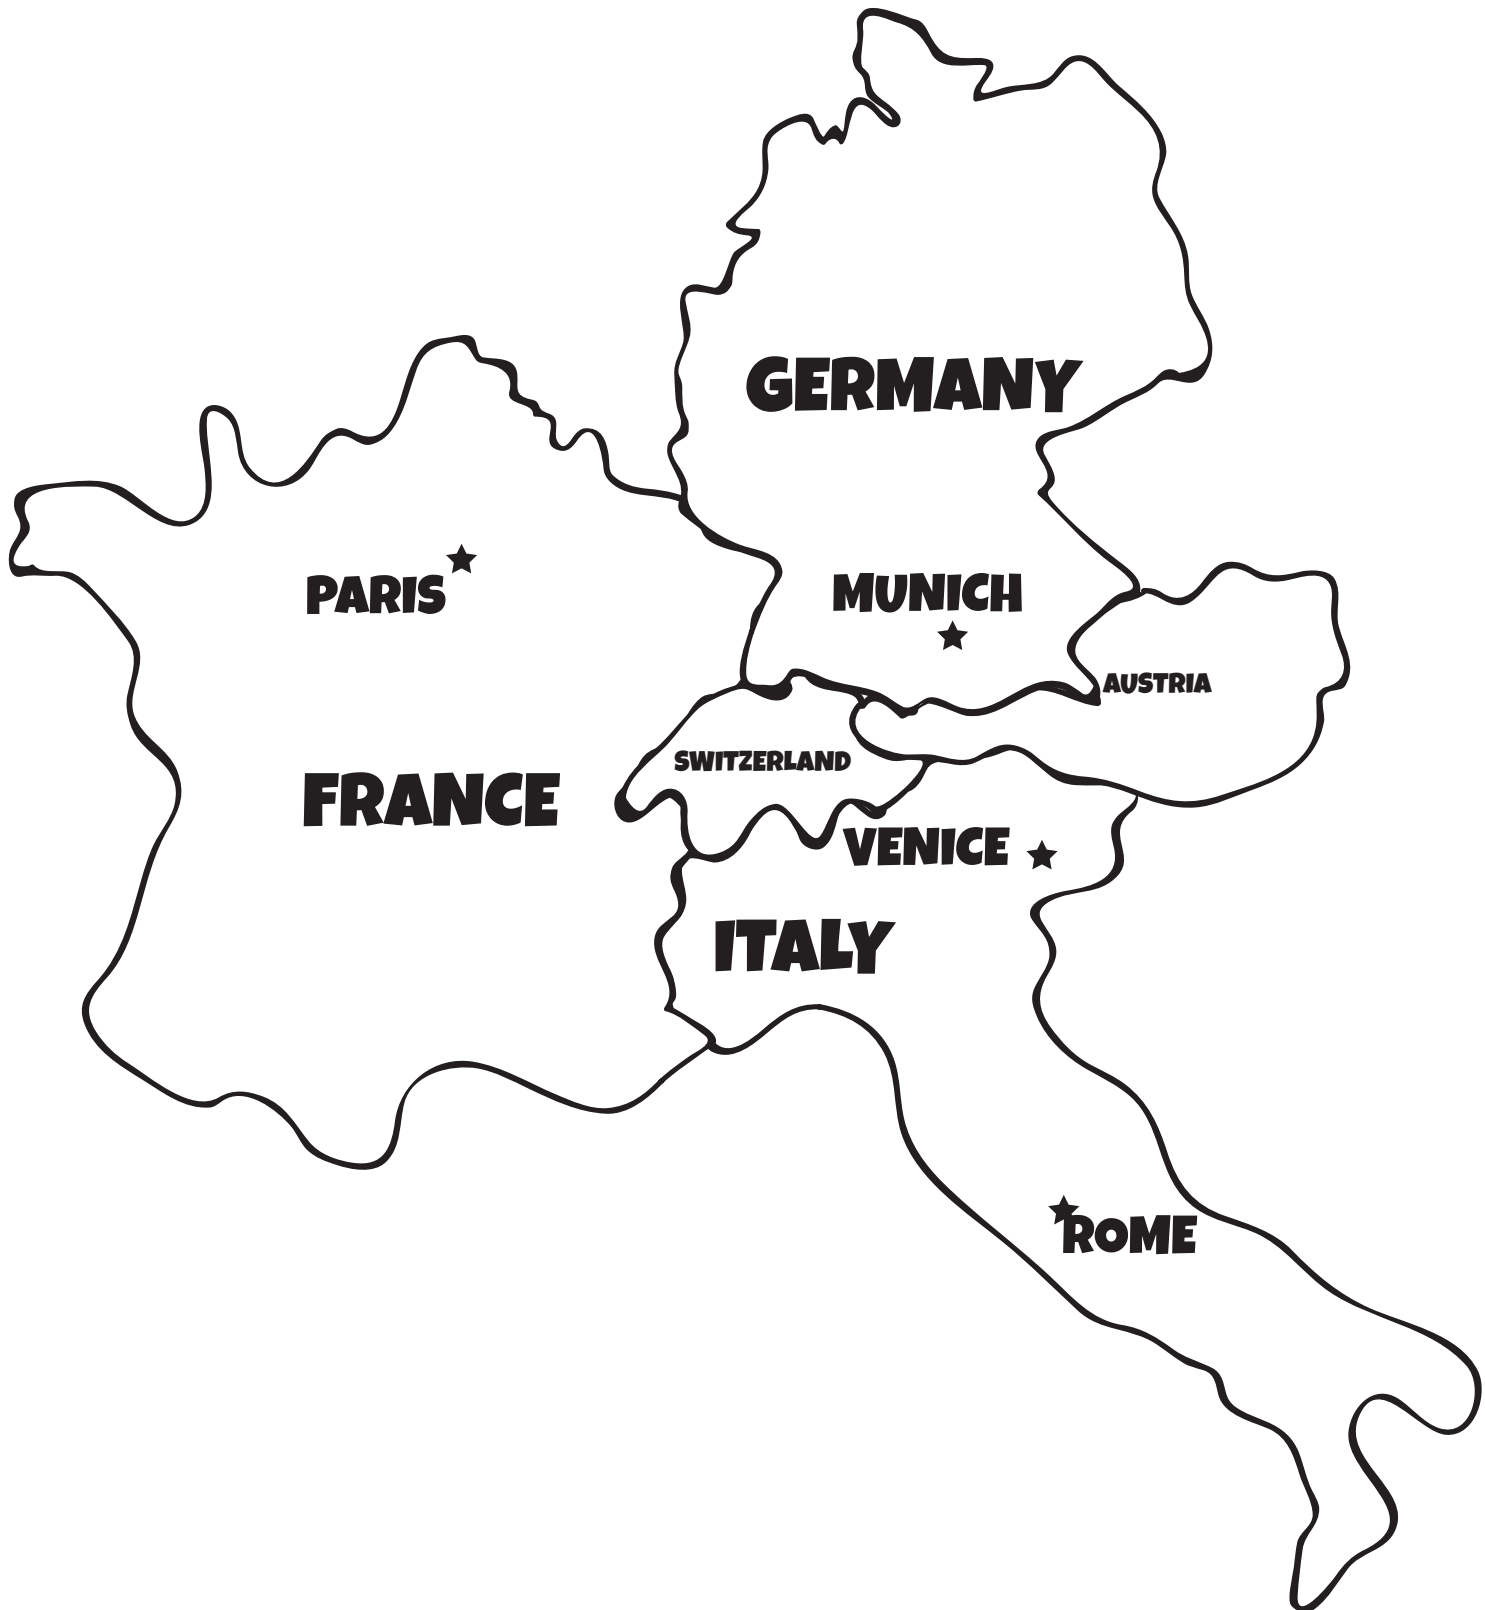 GERMANY
PARIS
MUNICH
AUSTRIA
SWITZERLAND
FRANCE
VENICE
ITALY
ROME